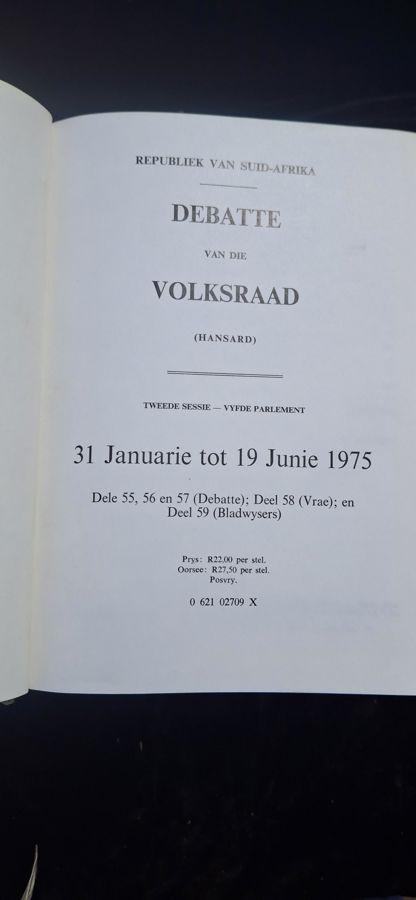 REPUBLIEK VAN SUID-AFRIKA
DEBATTE
VAN DIE
VOLKSRAAD
(HANSARD)
TWEEDE SESSIE — VYFDE PARLEMENT
31 Januarie tot 19 Junie 1975
Dele 55, 56 en 57 (Debatte); Deel 58 (Vrae); en
Deel 59 (Bladwysers)
Prys: R22,00 per stel.
Oorsee: R27,50 per stel.
Posvry.
0 621 02709 X